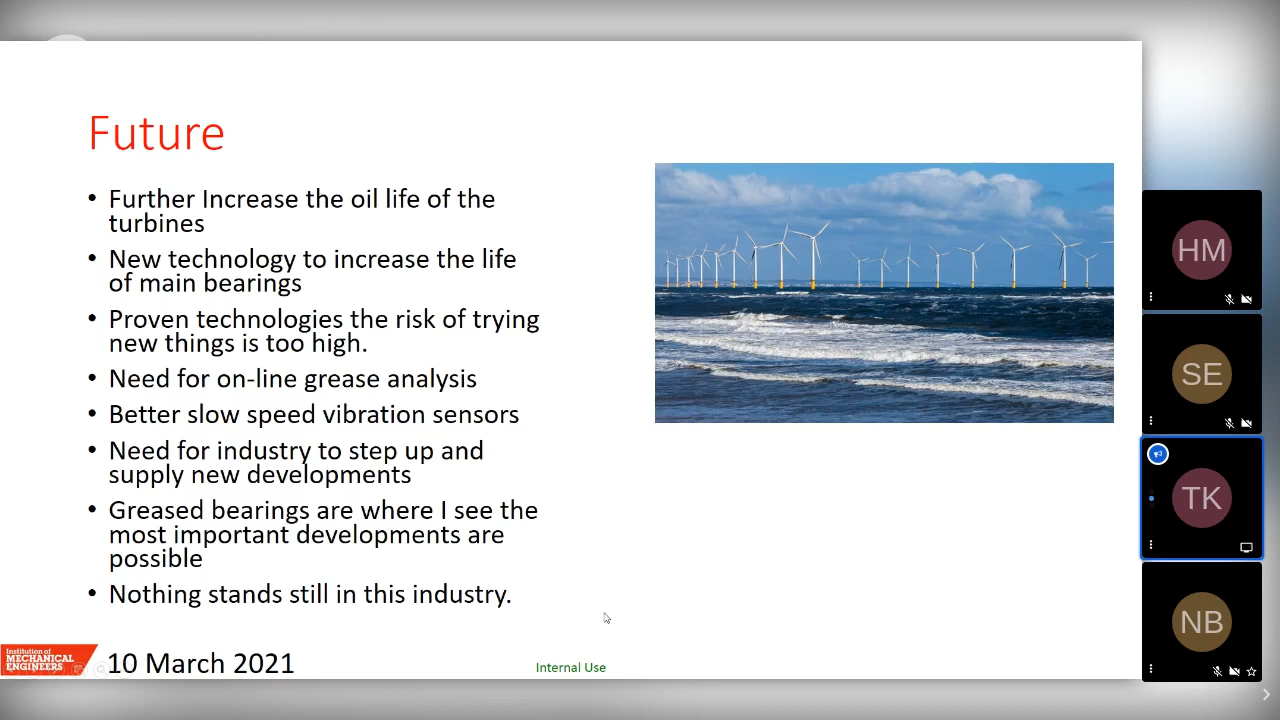 Future
• Further Increase the oil life of the
turbines
• New technology to increase the life
of main bearings
• Proven technologies the risk of trying
new things is too high.
• Need for on-line grease analysis
• Better slow speed vibration sensors
• Need for industry to step up and
supply new developments
• Greased bearings are where I see the
most important developments are
possible
• Nothing stands still in this industry.
Institution of
MECHANICAL
ENGINEERS
10 March 2021
Internal Use
HM
SE
TK
NB